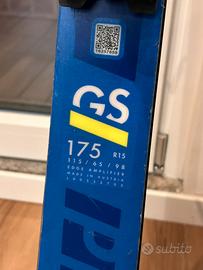 GS
175 R15
115 / 65 / 98
EDGE AMPLIFIER
MADE IN AUSTRIA
subito